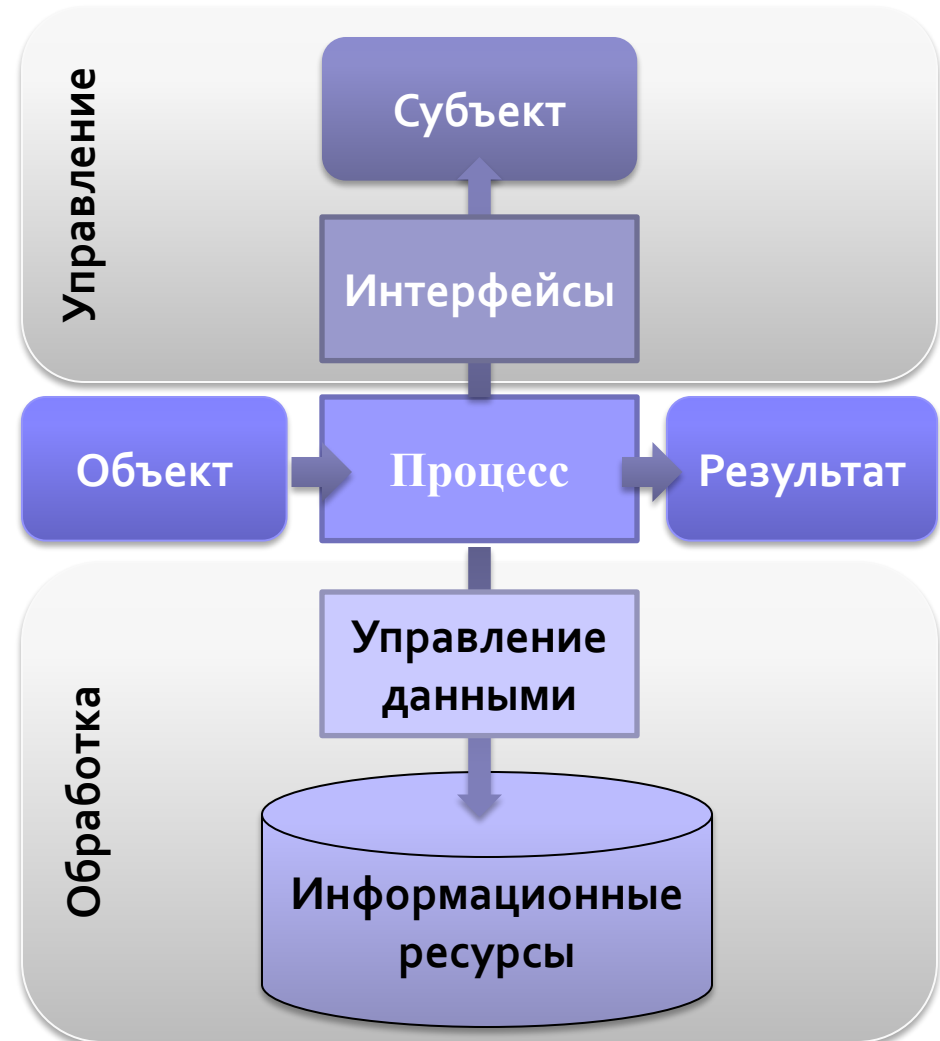 Управление
Субъект
Интерфейсы
Объект
Процесс
Результат
Обработка
Управление
данными
Информационные
ресурсы